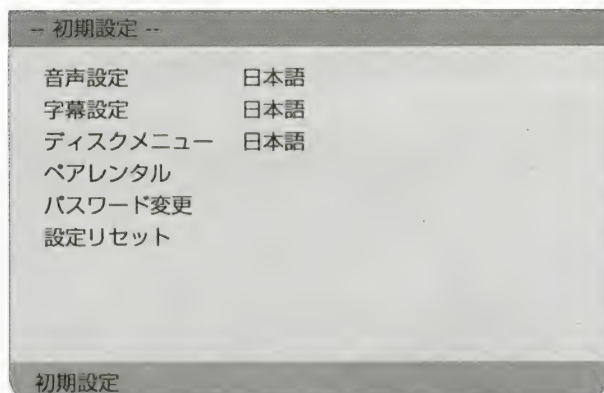 -- 初期設定 --
音声設定 日本語
字幕設定 日本語
ディスクメニュー 日本語
ペアレンタル
パスワード変更
設定リセット
初期設定